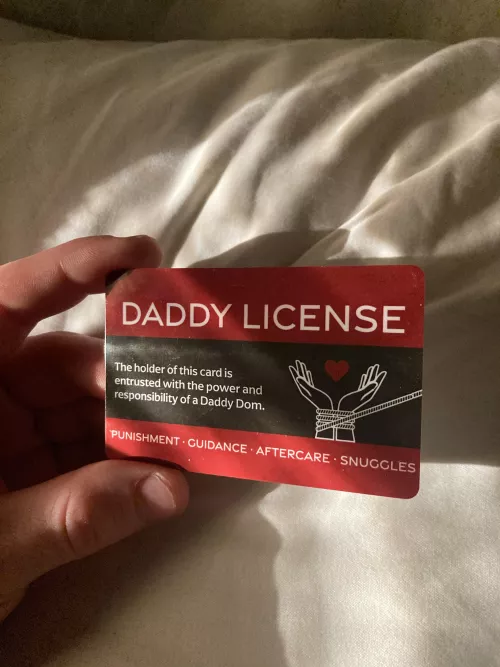 DADDY LICENSE
The holder of this card is
entrusted with the power and
responsibility of a Daddy Dom.
PUNISHMENT · GUIDANCE · AFTERCARE · SNUGGLES